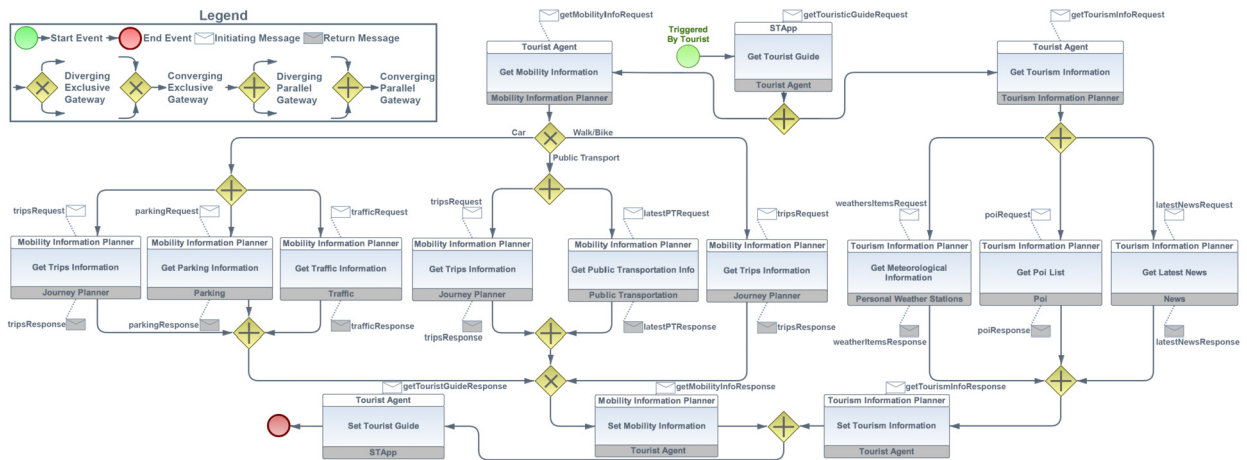 Legend
Start Event
End Event
Initiating Message
Return Message
Diverging
Exclusive
Gateway
Converging
Exclusive
Gateway
Diverging
Parallel
Gateway
Converging
Parallel
Gateway
getMobilityInfoRequest
Tourist Agent
Get Mobility Information
Mobility Information Planner
Triggered
By Tourist
getTouristicGuideRequest
STApp
Get Tourist Guide
Tourist Agent
getTourismInfoRequest
Tourist Agent
Get Tourism Information
Tourism Information Planner
Car
Walk/Bike
Public Transport
tripsRequest
Mobility Information Planner
Get Trips Information
Journey Planner
tripsResponse
parkingRequest
Mobility Information Planner
Get Parking Information
Parking
parkingResponse
trafficRequest
Mobility Information Planner
Get Traffic Information
Traffic
trafficResponse
tripsRequest
Mobility Information Planner
Get Trips Information
Journey Planner
tripsResponse
latestPTRequest
Mobility Information Planner
Get Public Transportation Info
Public Transportation
latestPTResponse
tripsRequest
Mobility Information Planner
Get Trips Information
Journey Planner
tripsResponse
weathersItemsRequest
Tourism Information Planner
Get Meteorological
Information
Personal Weather Stations
weatherItemsResponse
poiRequest
Tourism Information Planner
Get Poi List
Poi
poiResponse
latestNewsRequest
Tourism Information Planner
Get Latest News
News
latestNewsResponse
getTouristGuideResponse
Tourist Agent
Set Tourist Guide
STApp
getMobilityInfoResponse
Mobility Information Planner
Set Mobility Information
Tourist Agent
getTourismInfoResponse
Tourism Information Planner
Set Tourism Information
Tourist Agent